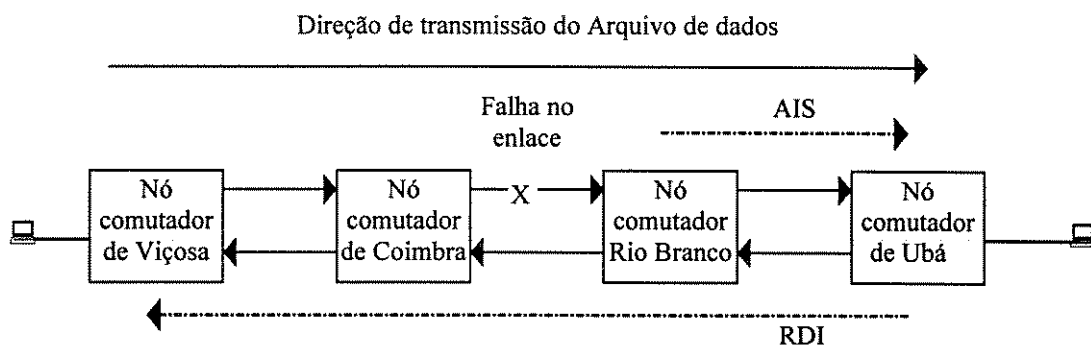 Direção de transmissão do Arquivo de dados
Falha no
enlace
AIS
Nó
comutador
de Viçosa
Nó
comutador
de Coimbra
X
Nó
comutador
Rio Branco
Nó
comutador
de Ubá
RDI